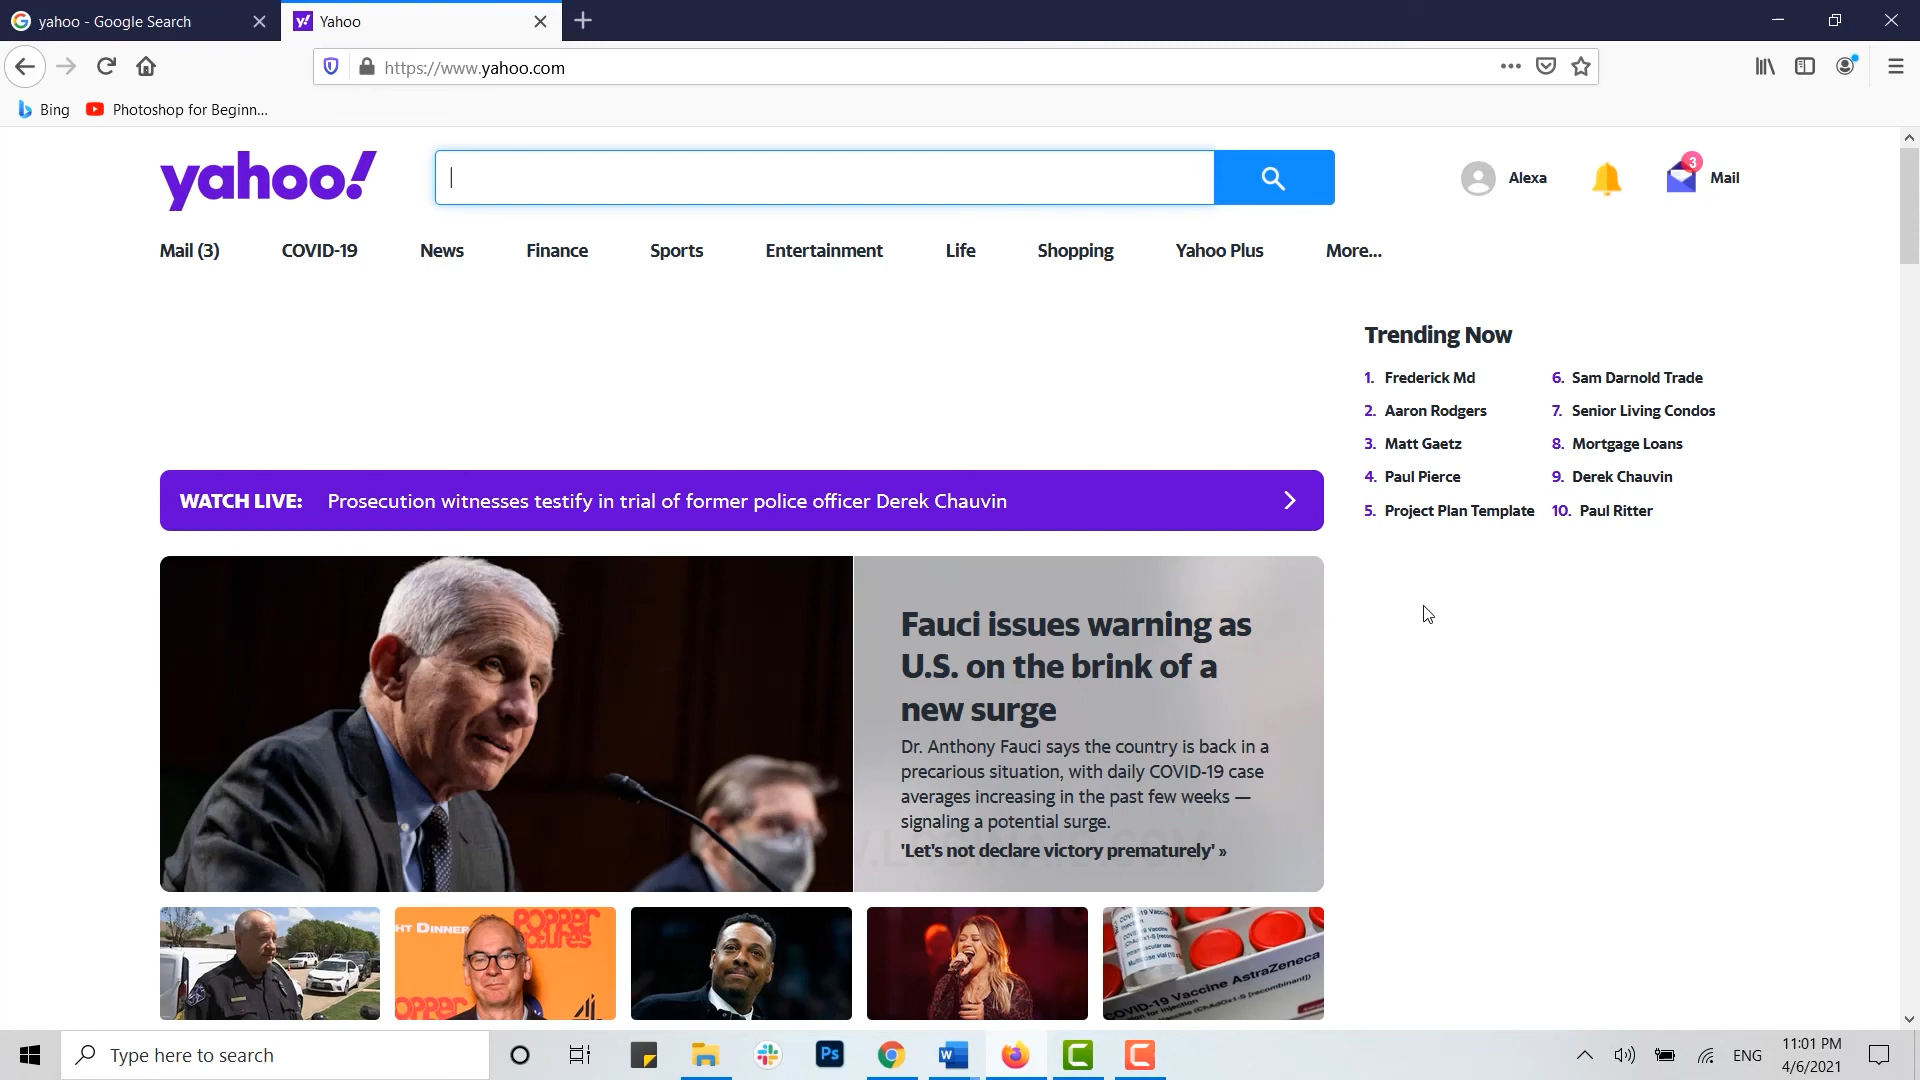 yahoo - Google Search
Yahoo
https://www.yahoo.com
Bing
Photoshop for Beginn...
yahoo!
Alexa
3
Mail
Mail (3)
COVID-19
News
Finance
Sports
Entertainment
Life
Shopping
Yahoo Plus
More...
Trending Now
1. Frederick Md
2. Aaron Rodgers
3. Matt Gaetz
4. Paul Pierce
5. Project Plan Template
6. Sam Darnold Trade
7. Senior Living Condos
8. Mortgage Loans
9. Derek Chauvin
10. Paul Ritter
WATCH LIVE: Prosecution witnesses testify in trial of former police officer Derek Chauvin
Fauci issues warning as
U.S. on the brink of a
new surge
Dr. Anthony Fauci says the country is back in a
precarious situation, with daily COVID-19 case
averages increasing in the past few weeks —
signaling a potential surge.
'Let's not declare victory prematurely' »
HT DINNER
POPPER
COVID-19 Vaccine AstraZeneca
Type here to search
Ps
W
ENG
11:01 PM
4/6/2021